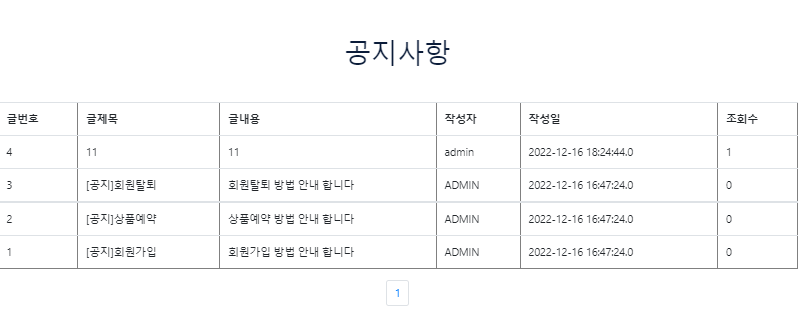 공지사항
글번호 글제목 글내용 작성자 작성일 조회수
4 11 11 admin 2022-12-16 18:24:44.0 1
3 [공지]회원탈퇴 회원탈퇴 방법 안내 합니다 ADMIN 2022-12-16 16:47:24.0 0
2 [공지]상품예약 상품예약 방법 안내 합니다 ADMIN 2022-12-16 16:47:24.0 0
1 [공지]회원가입 회원가입 방법 안내 합니다 ADMIN 2022-12-16 16:47:24.0 0
1